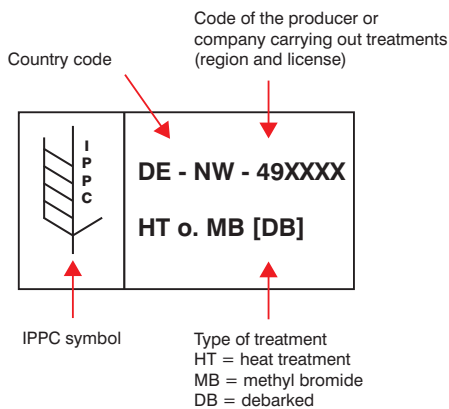 Code of the producer or
company carrying out treatments
(region and license)
Country code
I
P
P
C
DE - NW - 49XXXX
HT o. MB [DB]
IPPC symbol
Type of treatment
HT = heat treatment
MB = methyl bromide
DB = debarked